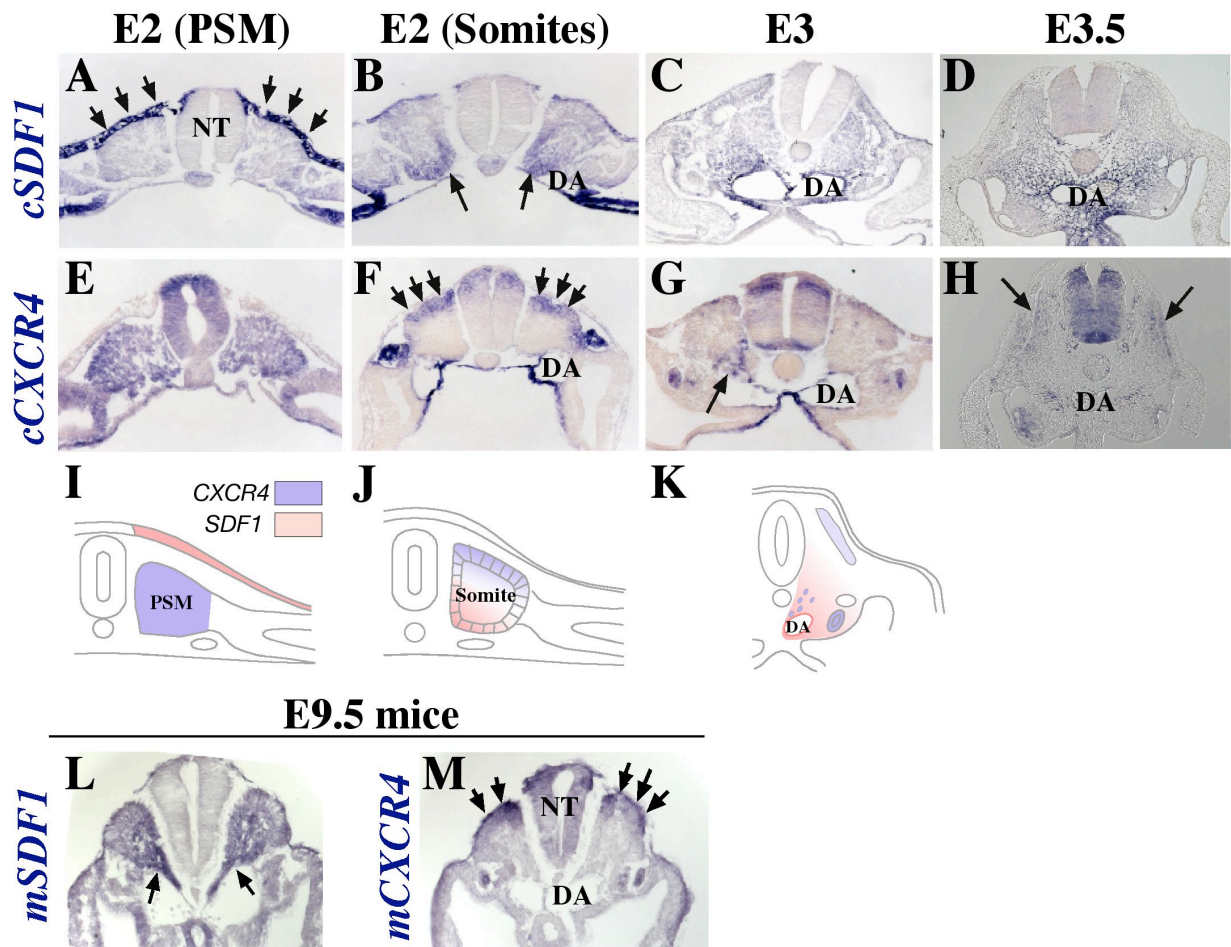 E2 (PSM) E2 (Somites) E3 E3.5
cSDF1
A NT
B DA
C DA
D DA
cCXCR4
E
F DA
G DA
H DA
I CXCR4
SDF1
PSM
J Somite
K DA
E9.5 mice
mSDF1
L
mCXCR4
M NT
DA